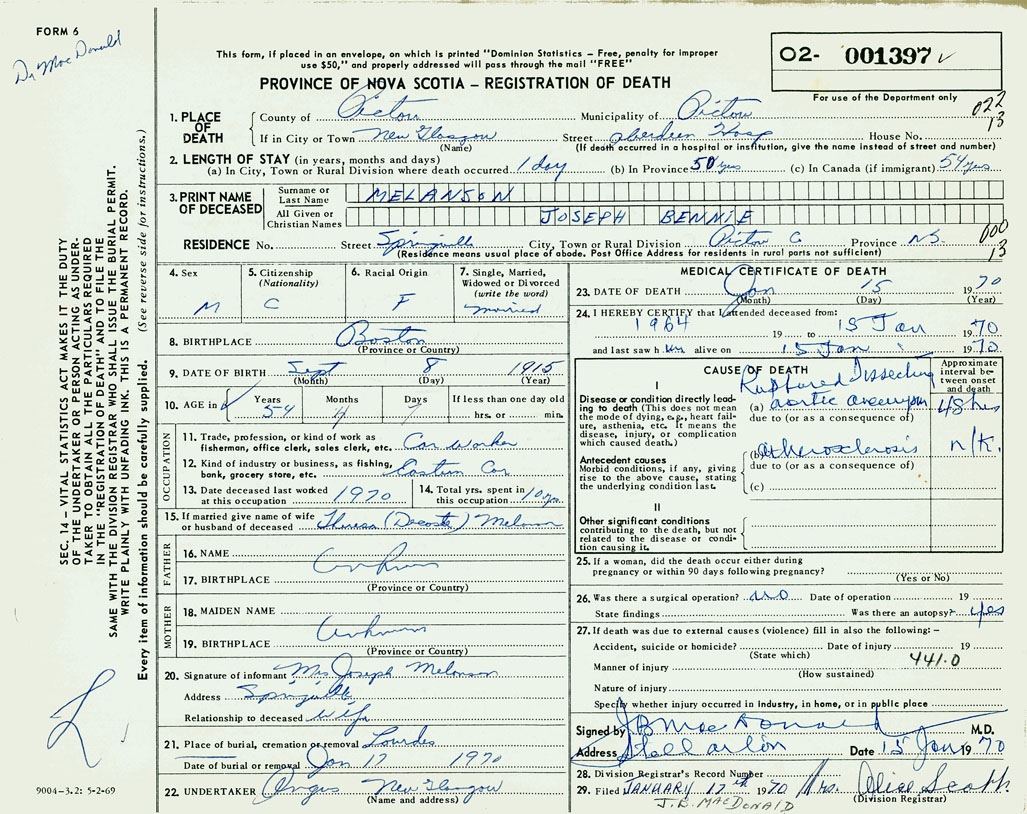 FORM 6
Dr MacDonald
This form, if placed in an envelope, on which is printed "Dominion Statistics – Free, penalty for improper
use $50," and properly addressed will pass through the mail "FREE"
PROVINCE OF NOVA SCOTIA – REGISTRATION OF DEATH
O2- 001397 ✓
For use of the Department only
022
13
1. PLACE OF DEATH
County of Pictou Municipality of Pictou
If in City or Town New Glasgow Street Aberdeen Hosp House No.
(Name) (If death occurred in a hospital or institution, give the name instead of street and number)
2. LENGTH OF STAY (in years, months and days)
(a) In City, Town or Rural Division where death occurred 1 day (b) In Province 50 yrs (c) In Canada (if immigrant) 54 yrs
3. PRINT NAME OF DECEASED
Surname or Last Name MELANSON
All Given or Christian Names JOSEPH BENNIE
RESIDENCE No. Street Springville City, Town or Rural Division Pictou C. Province N.S.
000
13
(Residence means usual place of abode. Post Office Address for residents in rural parts not sufficient)
4. Sex
M
5. Citizenship
(Nationality)
C
6. Racial Origin
F
7. Single, Married,
Widowed or Divorced
(write the word)
married
8. BIRTHPLACE Boston
(Province or Country)
9. DATE OF BIRTH Sept 8 1915
(Month) (Day) (Year)
10. AGE in Years Months Days If less than one day old
54 4 7 hrs. or min.
OCCUPATION
11. Trade, profession, or kind of work as
fisherman, office clerk, sales clerk, etc. Car Worker
12. Kind of industry or business, as fishing,
bank, grocery store, etc. Eastern Car
13. Date deceased last worked
at this occupation 1970
14. Total yrs. spent in
this occupation 10 yrs.
15. If married give name of wife
or husband of deceased Theresa (Decoste) Melanson
FATHER
16. NAME
Unknown
17. BIRTHPLACE
(Province or Country)
MOTHER
18. MAIDEN NAME
Unknown
19. BIRTHPLACE
(Province or Country)
20. Signature of informant Mrs Joseph Melanson
Address Springville
Relationship to deceased wife
21. Place of burial, cremation or removal Lourdes
Date of burial or removal Jan 17 1970
22. UNDERTAKER Angus New Glasgow
(Name and address)
MEDICAL CERTIFICATE OF DEATH
23. DATE OF DEATH Jan 15 1970
(Month) (Day) (Year)
24. I HEREBY CERTIFY that I attended deceased from:
1964 19 to 15 Jan 1970
and last saw him alive on 15 Jan 1970
CAUSE OF DEATH
Approximate
interval be-
tween onset
and death
I
Disease or condition directly lead-
ing to death (This does not
mean the mode of dying, e.g., heart fail-
ure, asthenia, etc. It means the
disease, injury, or complication
which caused death.)
Ruptured Dissecting
(a) aortic aneurysm 48 hrs
due to (or as a consequence of)
Antecedent causes
Morbid conditions, if any, giving
rise to the above cause, stating
the underlying condition last.
(b) atherosclerosis n/K.
due to (or as a consequence of)
(c)
II
Other significant conditions
contributing to the death, but not
related to the disease or condi-
tion causing it.
25. If a woman, did the death occur either during
pregnancy or within 90 days following pregnancy?
(Yes or No)
26. Was there a surgical operation? no Date of operation 19
State findings Was there an autopsy? yes
27. If death was due to external causes (violence) fill in also the following: –
Accident, suicide or homicide? Date of injury 19
(State which) 441.0
Manner of injury
(How sustained)
Nature of injury
Specify whether injury occurred in Industry, in home, or in public place
Signed by JB MacDonald M.D.
Address Stellarton Date 15 Jan 1970
28. Division Registrar's Record Number
29. Filed JANUARY 17th 1970 Mrs. Alice Scott
J.B. MACDONALD (Division Registrar)
SEC. 14 – VITAL STATISTICS ACT MAKES IT THE DUTY
OF THE UNDERTAKER OR PERSON ACTING AS UNDER-
TAKER TO OBTAIN ALL THE PARTICULARS REQUIRED
IN THE "REGISTRATION OF DEATH" AND TO FILE THE
SAME WITH THE DIVISION REGISTRAR WHO SHALL ISSUE THE BURIAL PERMIT.
WRITE PLAINLY WITH UNFADING INK. THIS IS A PERMANENT RECORD.
Every item of information should be carefully supplied. (See reverse side for instructions.)
9004-3.2: 5-2-69